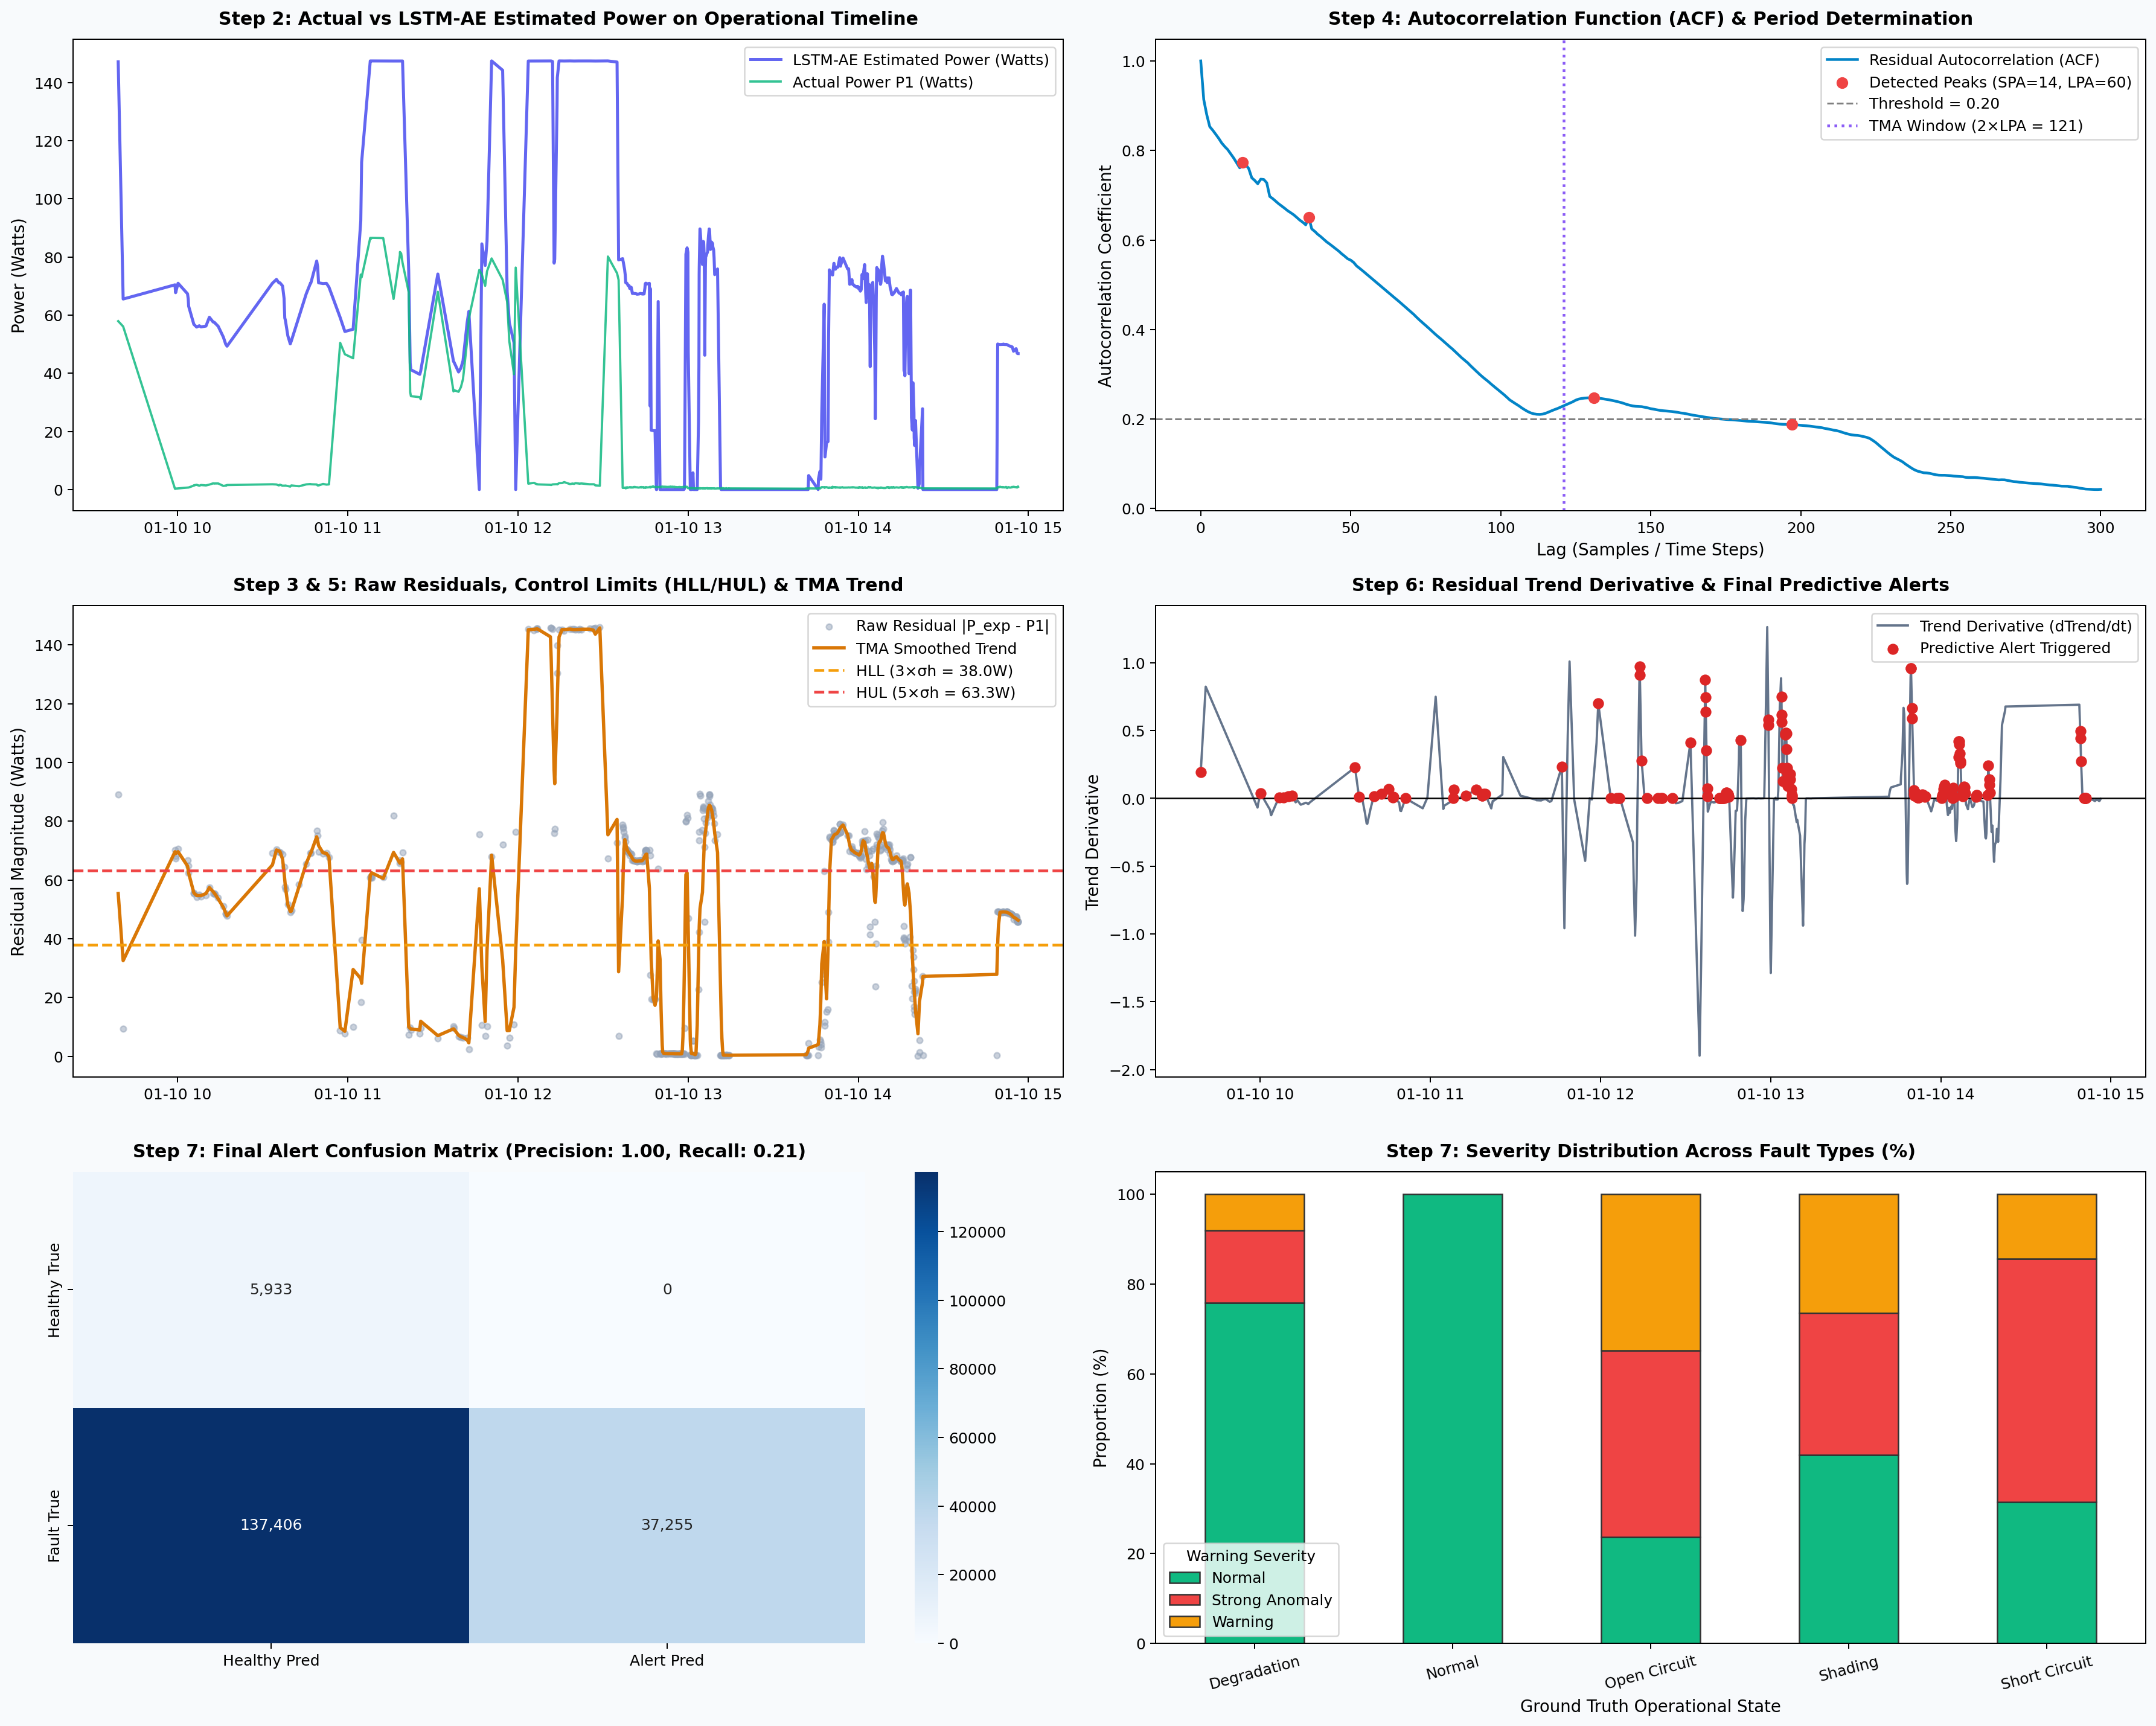 Step 2: Actual vs LSTM-AE Estimated Power on Operational Timeline
Power (Watts)
140
120
100
80
60
40
20
0
LSTM-AE Estimated Power (Watts)
Actual Power P1 (Watts)
01-10 10
01-10 11
01-10 12
01-10 13
01-10 14
01-10 15
Step 4: Autocorrelation Function (ACF) & Period Determination
Autocorrelation Coefficient
1.0
0.8
0.6
0.4
0.2
0.0
Residual Autocorrelation (ACF)
Detected Peaks (SPA=14, LPA=60)
Threshold = 0.20
TMA Window (2×LPA = 121)
0
50
100
150
200
250
300
Lag (Samples / Time Steps)
Step 3 & 5: Raw Residuals, Control Limits (HLL/HUL) & TMA Trend
Residual Magnitude (Watts)
140
120
100
80
60
40
20
0
Raw Residual |P_exp - P1|
TMA Smoothed Trend
HLL (3×σh = 38.0W)
HUL (5×σh = 63.3W)
01-10 10
01-10 11
01-10 12
01-10 13
01-10 14
01-10 15
Step 6: Residual Trend Derivative & Final Predictive Alerts
Trend Derivative
1.0
0.5
0.0
−0.5
−1.0
−1.5
−2.0
Trend Derivative (dTrend/dt)
Predictive Alert Triggered
01-10 10
01-10 11
01-10 12
01-10 13
01-10 14
01-10 15
Step 7: Final Alert Confusion Matrix (Precision: 1.00, Recall: 0.21)
Healthy True
Fault True
5,933
0
137,406
37,255
Healthy Pred
Alert Pred
120000
100000
80000
60000
40000
20000
0
Step 7: Severity Distribution Across Fault Types (%)
Proportion (%)
100
80
60
40
20
0
Warning Severity
Normal
Strong Anomaly
Warning
Degradation
Normal
Open Circuit
Shading
Short Circuit
Ground Truth Operational State